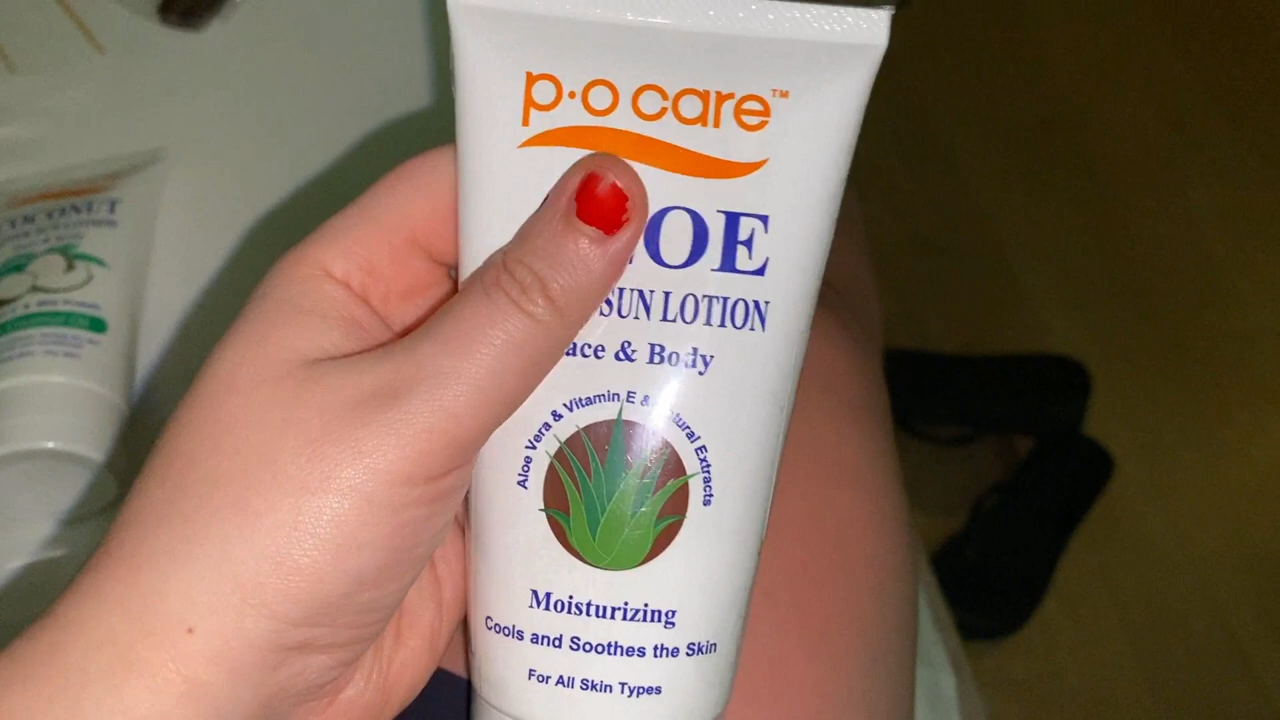 p·o care™
OE
SUN LOTION
ace & Body
Aloe Vera & Vitamin E & Natural Extracts
Moisturizing
Cools and Soothes the Skin
For All Skin Types
COCONUT